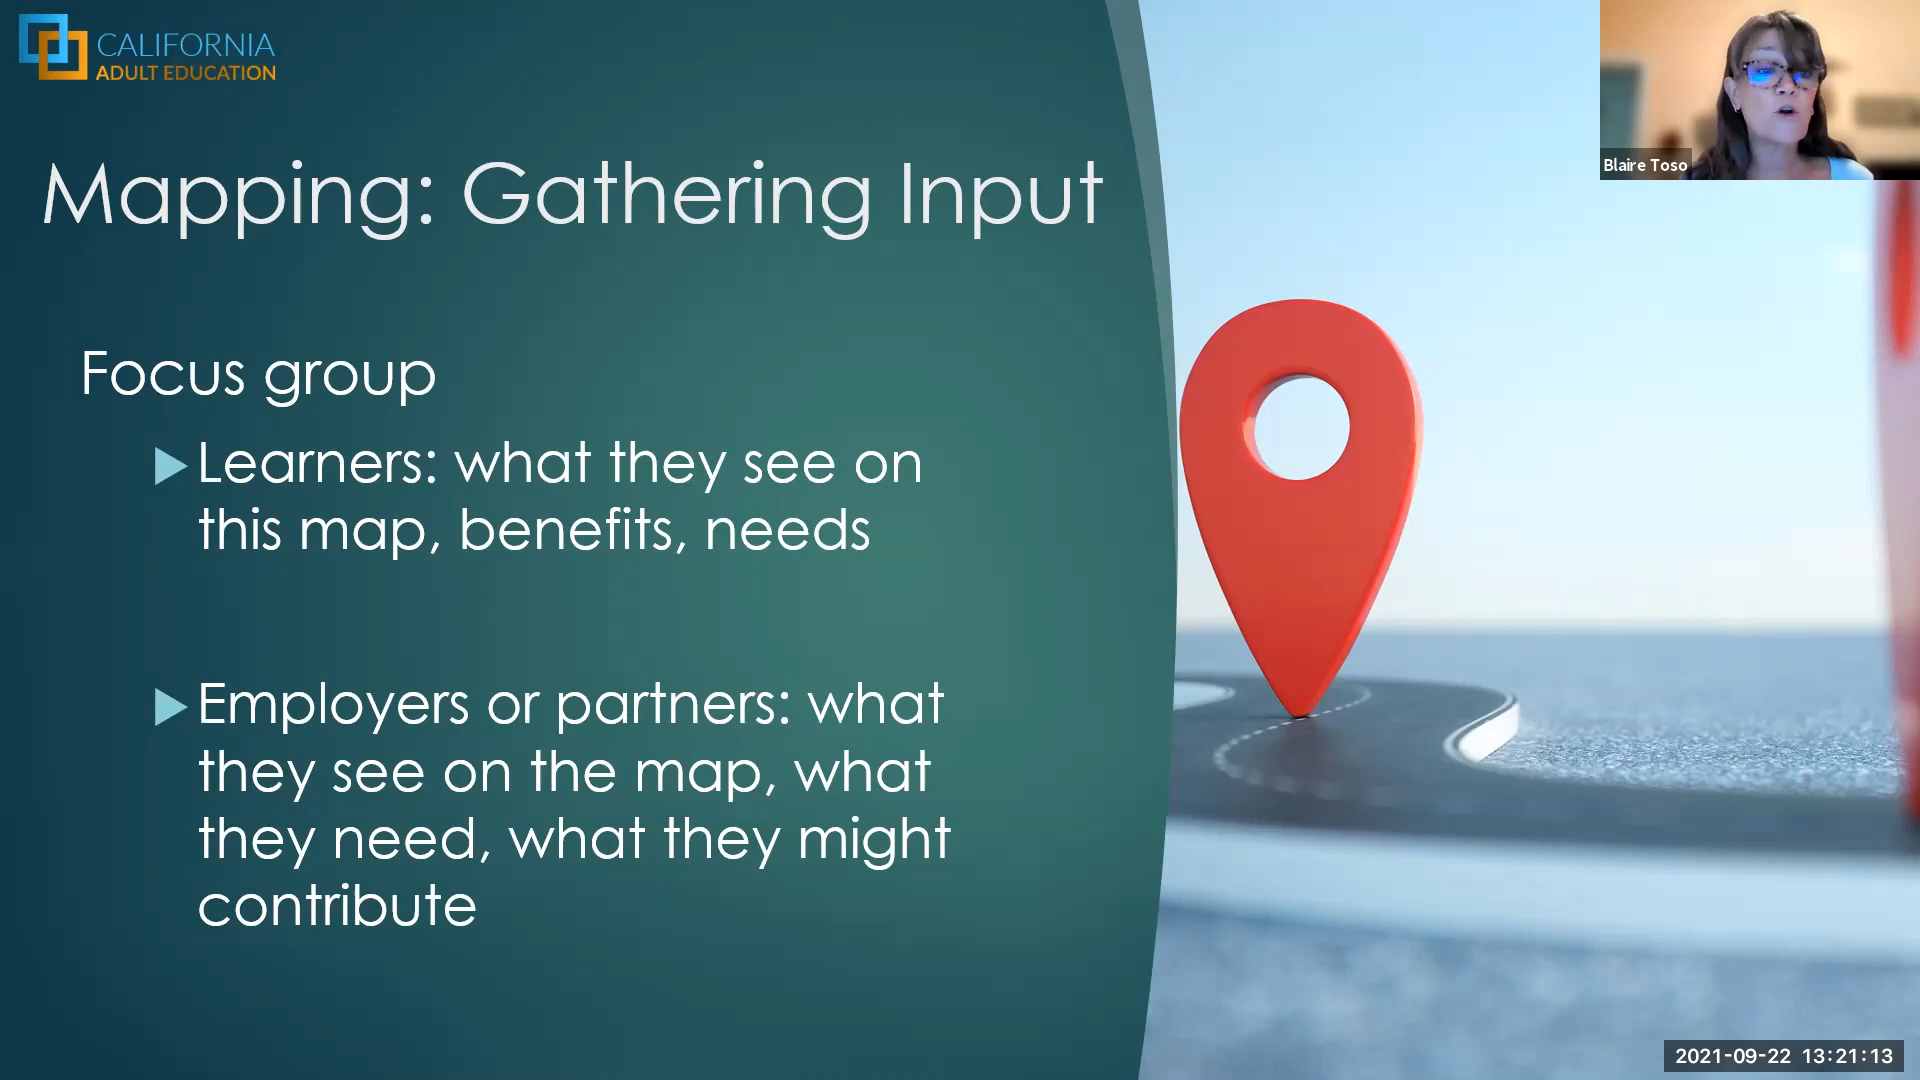 CALIFORNIA
ADULT EDUCATION
Mapping: Gathering Input
Focus group
Learners: what they see on
this map, benefits, needs
Employers or partners: what
they see on the map, what
they need, what they might
contribute
Blaire Toso
2021-09-22 13:21:13